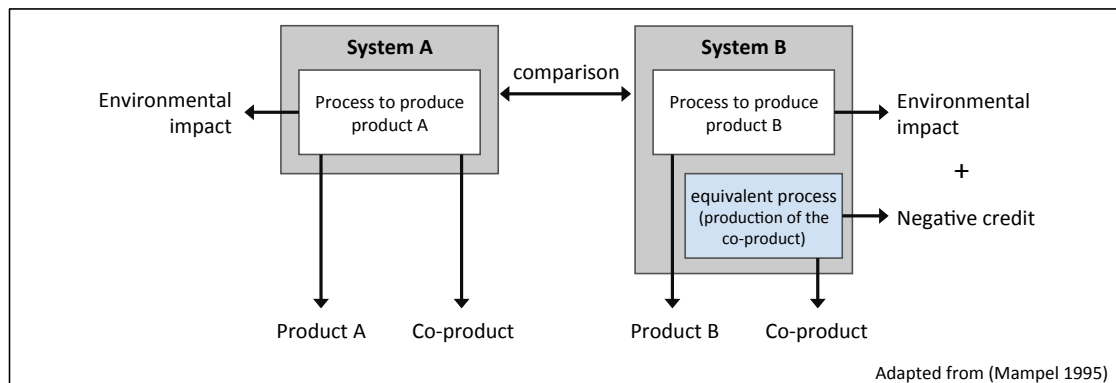 System A
System B
comparison
Environmental
impact
Process to produce
product A
Process to produce
product B
Environmental
impact
+
equivalent process
(production of the
co-product)
Negative credit
Product A
Co-product
Product B
Co-product
Adapted from (Mampel 1995)